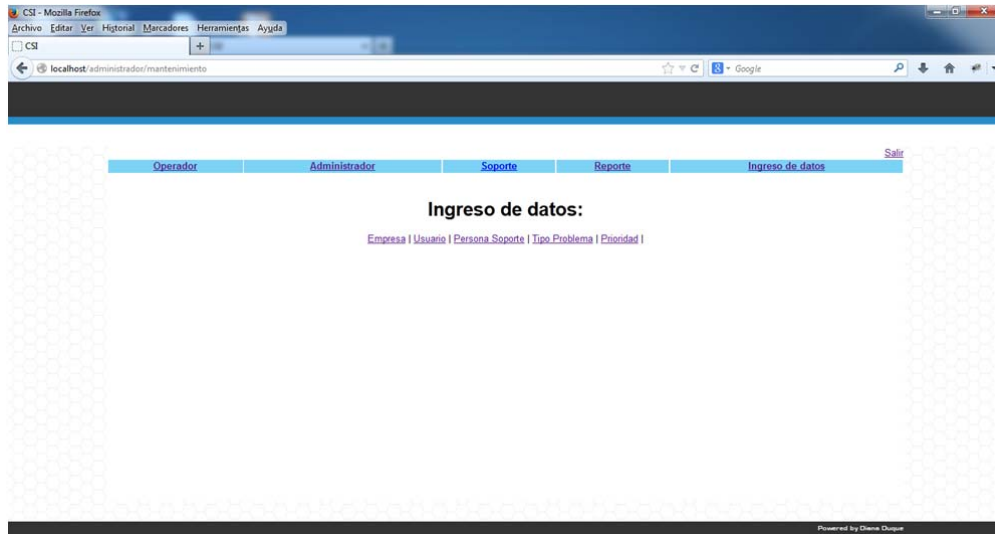 CSI - Mozilla Firefox
Archivo Editar Ver Historial Marcadores Herramientas Ayuda
CSI +
localhost/administrador/mantenimiento Google
Salir
Operador Administrador Soporte Reporte Ingreso de datos
Ingreso de datos:
Empresa | Usuario | Persona Soporte | Tipo Problema | Prioridad |
Powered by Diana Duque